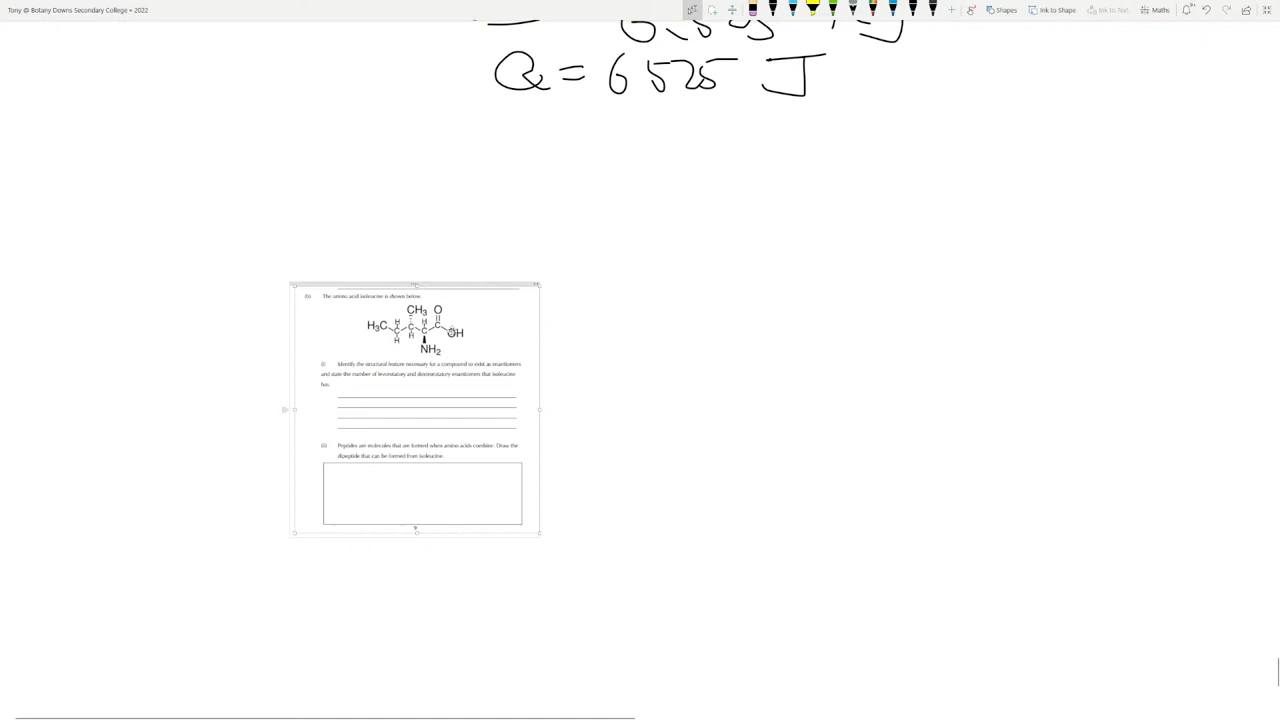 Tony @ Botany Downs Secondary College • 2022
Shapes
Ink to Shape
Ink to Text
Maths
Q = 6525 J
(b) The amino acid isoleucine is shown below.
CH3 O
H3C C C C C OH
H H H H
NH2
(i) Identify the structural feature necessary for a compound to exist as enantiomers
and state the number of levorotatory and dextrorotatory enantiomers that isoleucine
has.
(ii) Peptides are molecules that are formed when amino acids combine. Draw the
dipeptide that can be formed from isoleucine.
9